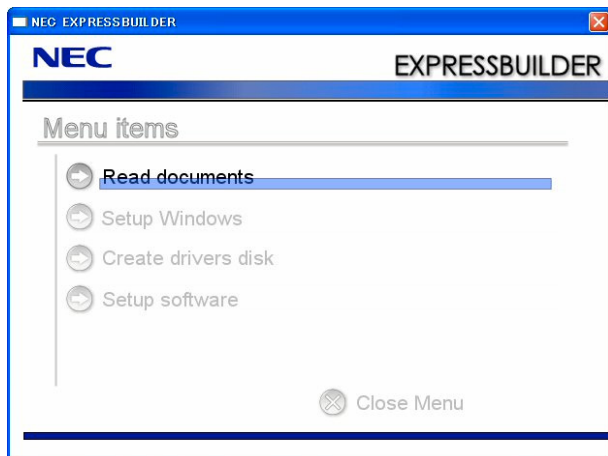 NEC EXPRESSBUILDER
NEC
EXPRESSBUILDER
Menu items
Read documents
Setup Windows
Create drivers disk
Setup software
Close Menu